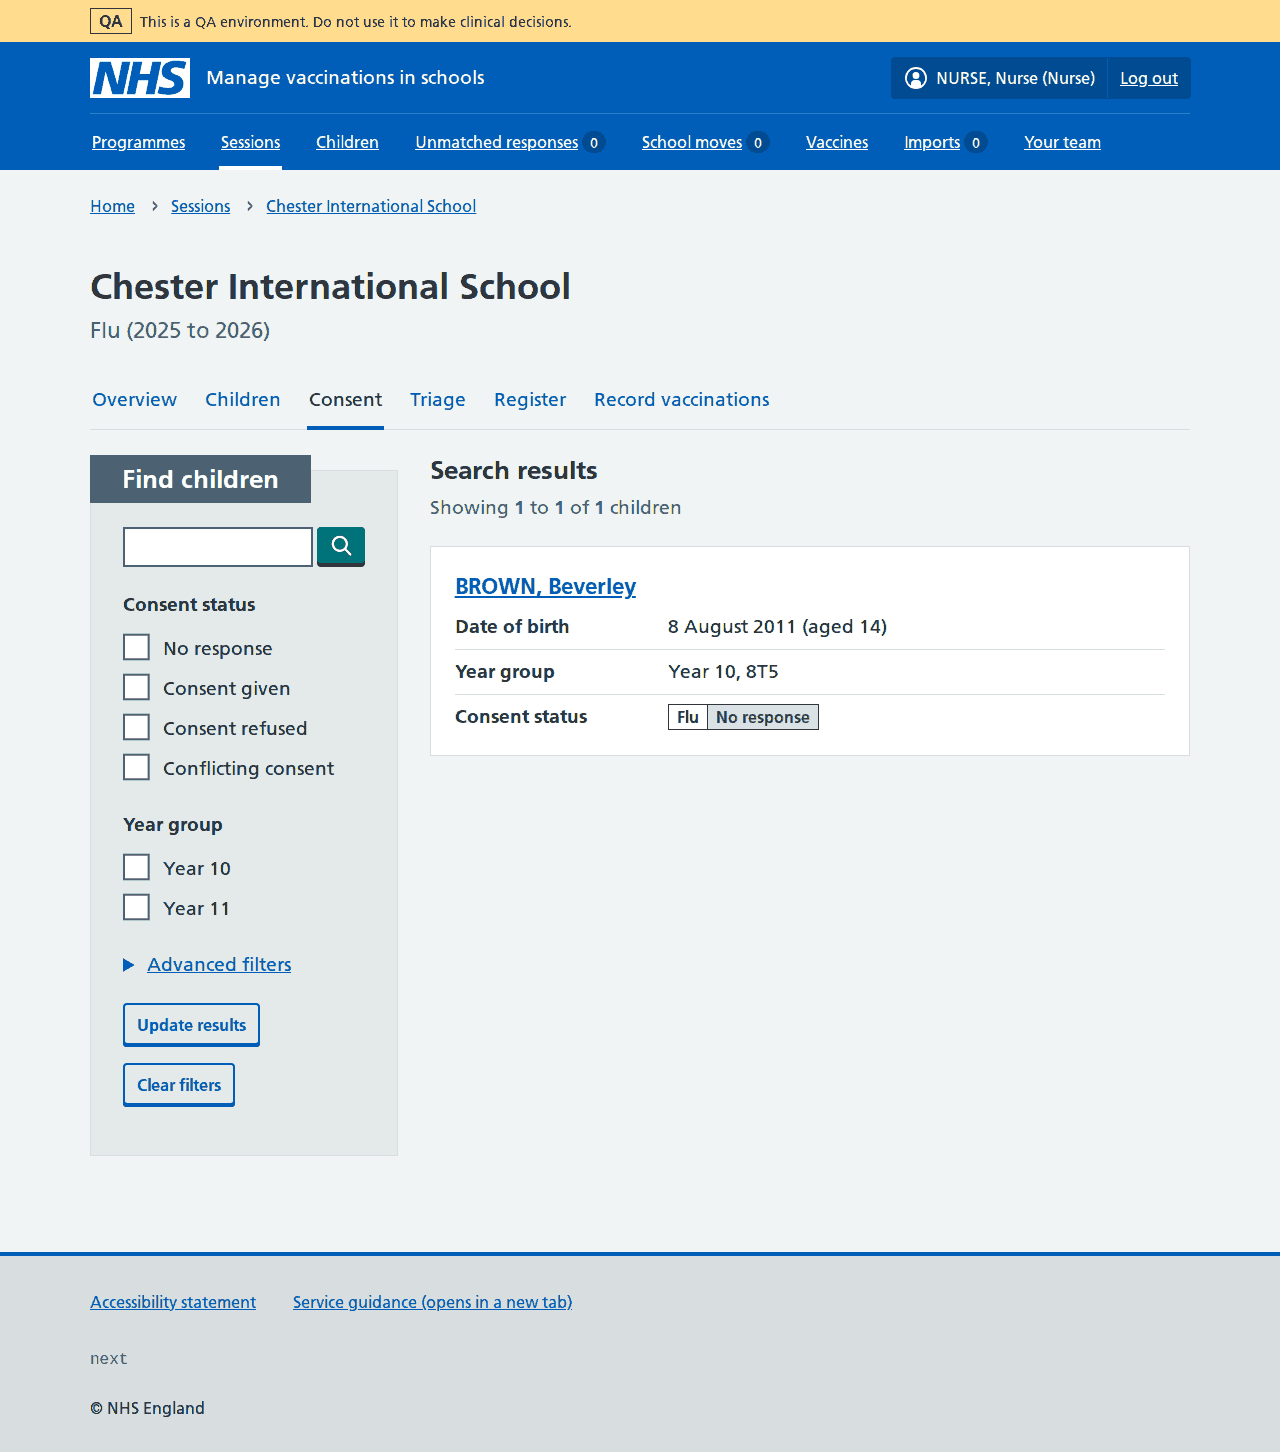 QA This is a QA environment. Do not use it to make clinical decisions.
NHS Manage vaccinations in schools NURSE, Nurse (Nurse) Log out
Programmes Sessions Children Unmatched responses 0 School moves 0 Vaccines Imports 0 Your team
Home Sessions Chester International School
Chester International School
Flu (2025 to 2026)
Overview Children Consent Triage Register Record vaccinations
Find children
Consent status
No response
Consent given
Consent refused
Conflicting consent
Year group
Year 10
Year 11
Advanced filters
Update results
Clear filters
Search results
Showing 1 to 1 of 1 children
BROWN, Beverley
Date of birth 8 August 2011 (aged 14)
Year group Year 10, 8T5
Consent status Flu No response
Accessibility statement Service guidance (opens in a new tab)
next
© NHS England